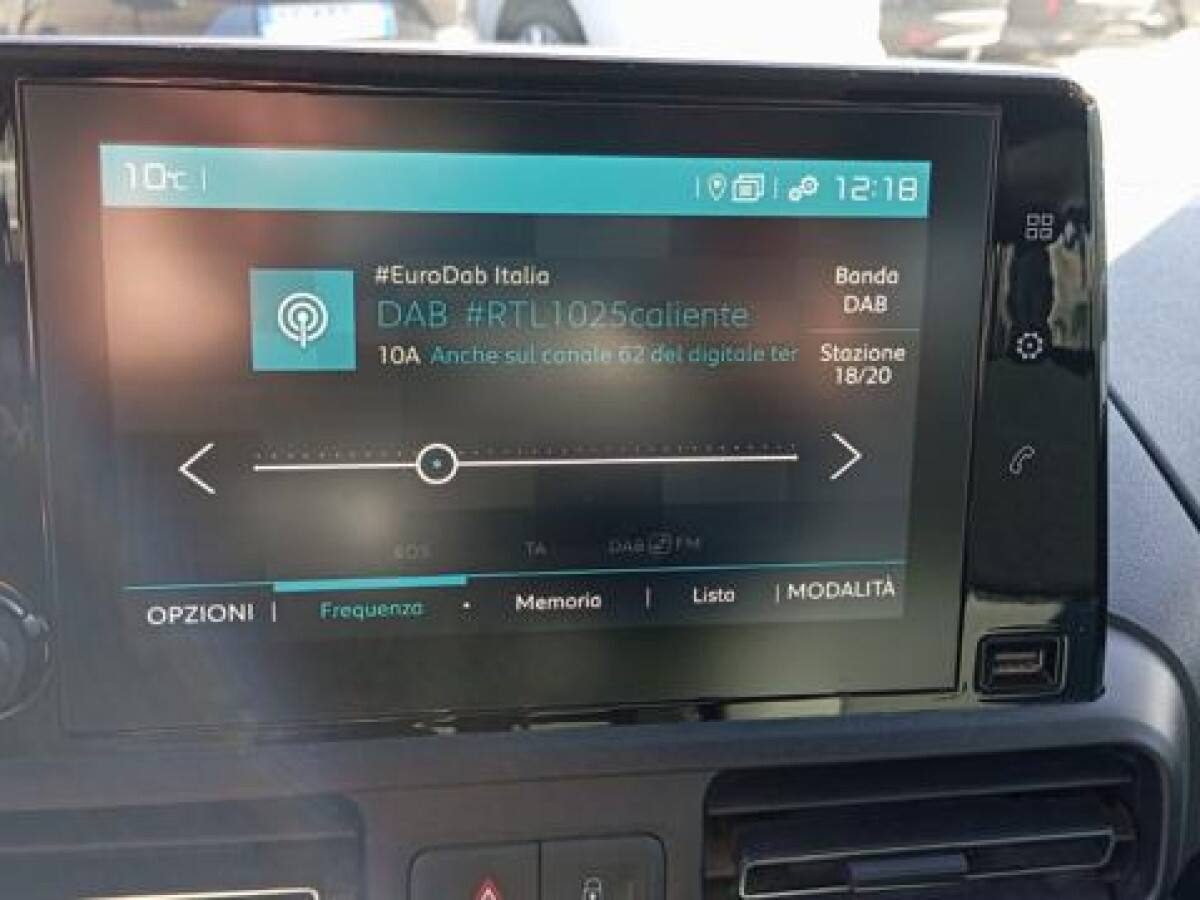 10°C
12:18
#EuroDab Italia
DAB #RTL1025caliente
10A Anche sul canale 62 del digitale ter
Banda
DAB
Stazione
18/20
TA DAB FM
OPZIONI | Frequenza Memoria | Lista | MODALITÀ